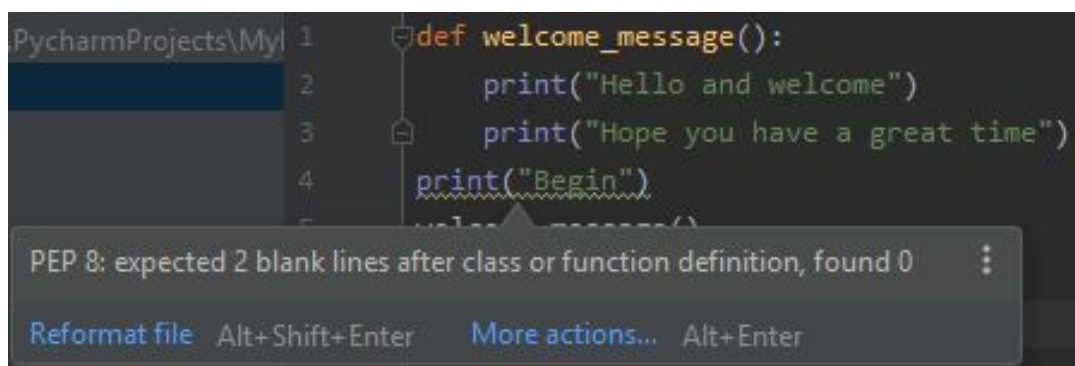 PycharmProjects\My
1 def welcome_message():
2 print("Hello and welcome")
3 print("Hope you have a great time")
4 print("Begin")
PEP 8: expected 2 blank lines after class or function definition, found 0
Reformat file Alt+Shift+Enter More actions... Alt+Enter